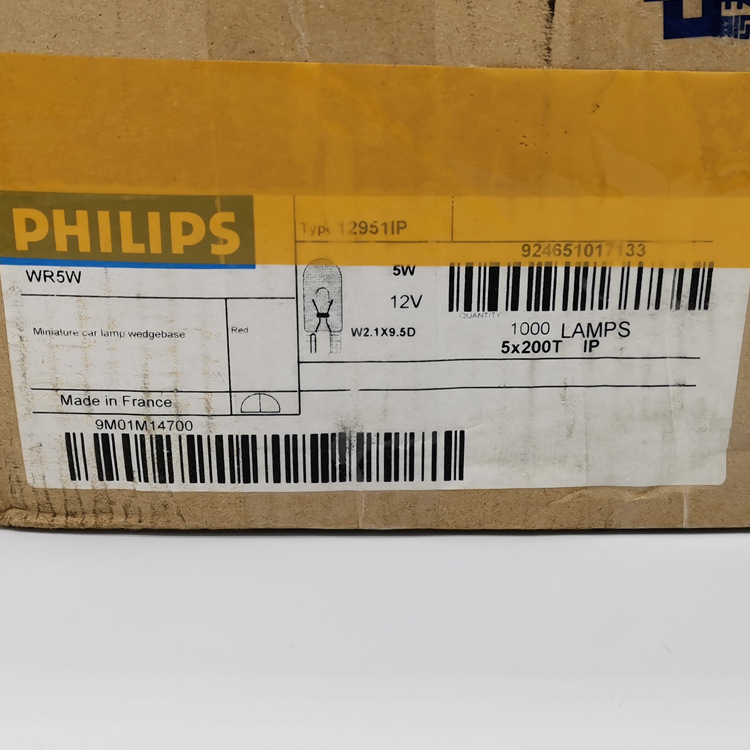 PHILIPS
Type 12951IP
924651017133
WR5W
5W
12V
W2.1X9.5D
QUANTITY
1000 LAMPS
5x200T IP
Miniature car lamp wedgebase
Red
Made in France
9M01M14700